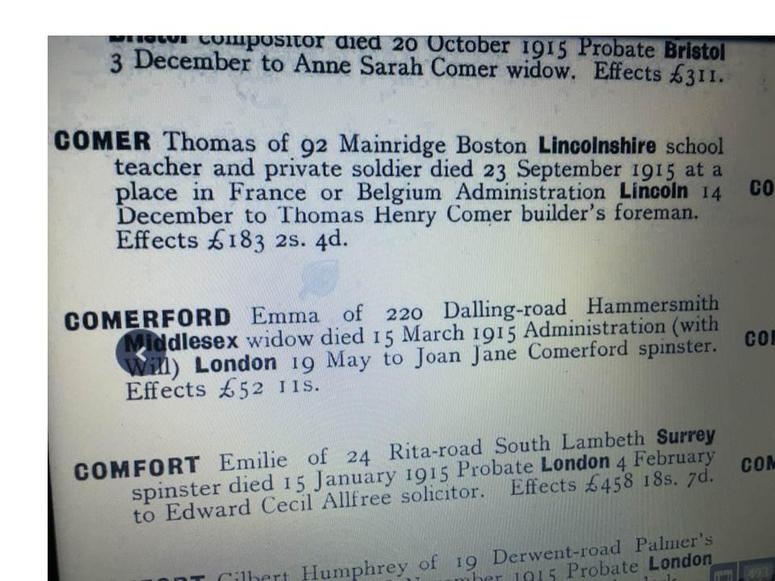 Bristol compositor died 20 October 1915 Probate Bristol
3 December to Anne Sarah Comer widow. Effects £311.
COMER Thomas of 92 Mainridge Boston Lincolnshire school
teacher and private soldier died 23 September 1915 at a
place in France or Belgium Administration Lincoln 14
December to Thomas Henry Comer builder's foreman.
Effects £183 2s. 4d.
COMERFORD Emma of 220 Dalling-road Hammersmith
Middlesex widow died 15 March 1915 Administration (with
Will) London 19 May to Joan Jane Comerford spinster.
Effects £52 11s.
COMFORT Emilie of 24 Rita-road South Lambeth Surrey
spinster died 15 January 1915 Probate London 4 February
to Edward Cecil Allfree solicitor. Effects £458 18s. 7d.
Gilbert Humphrey of 19 Derwent-road Palmer's
1915 Probate London
CO
COM